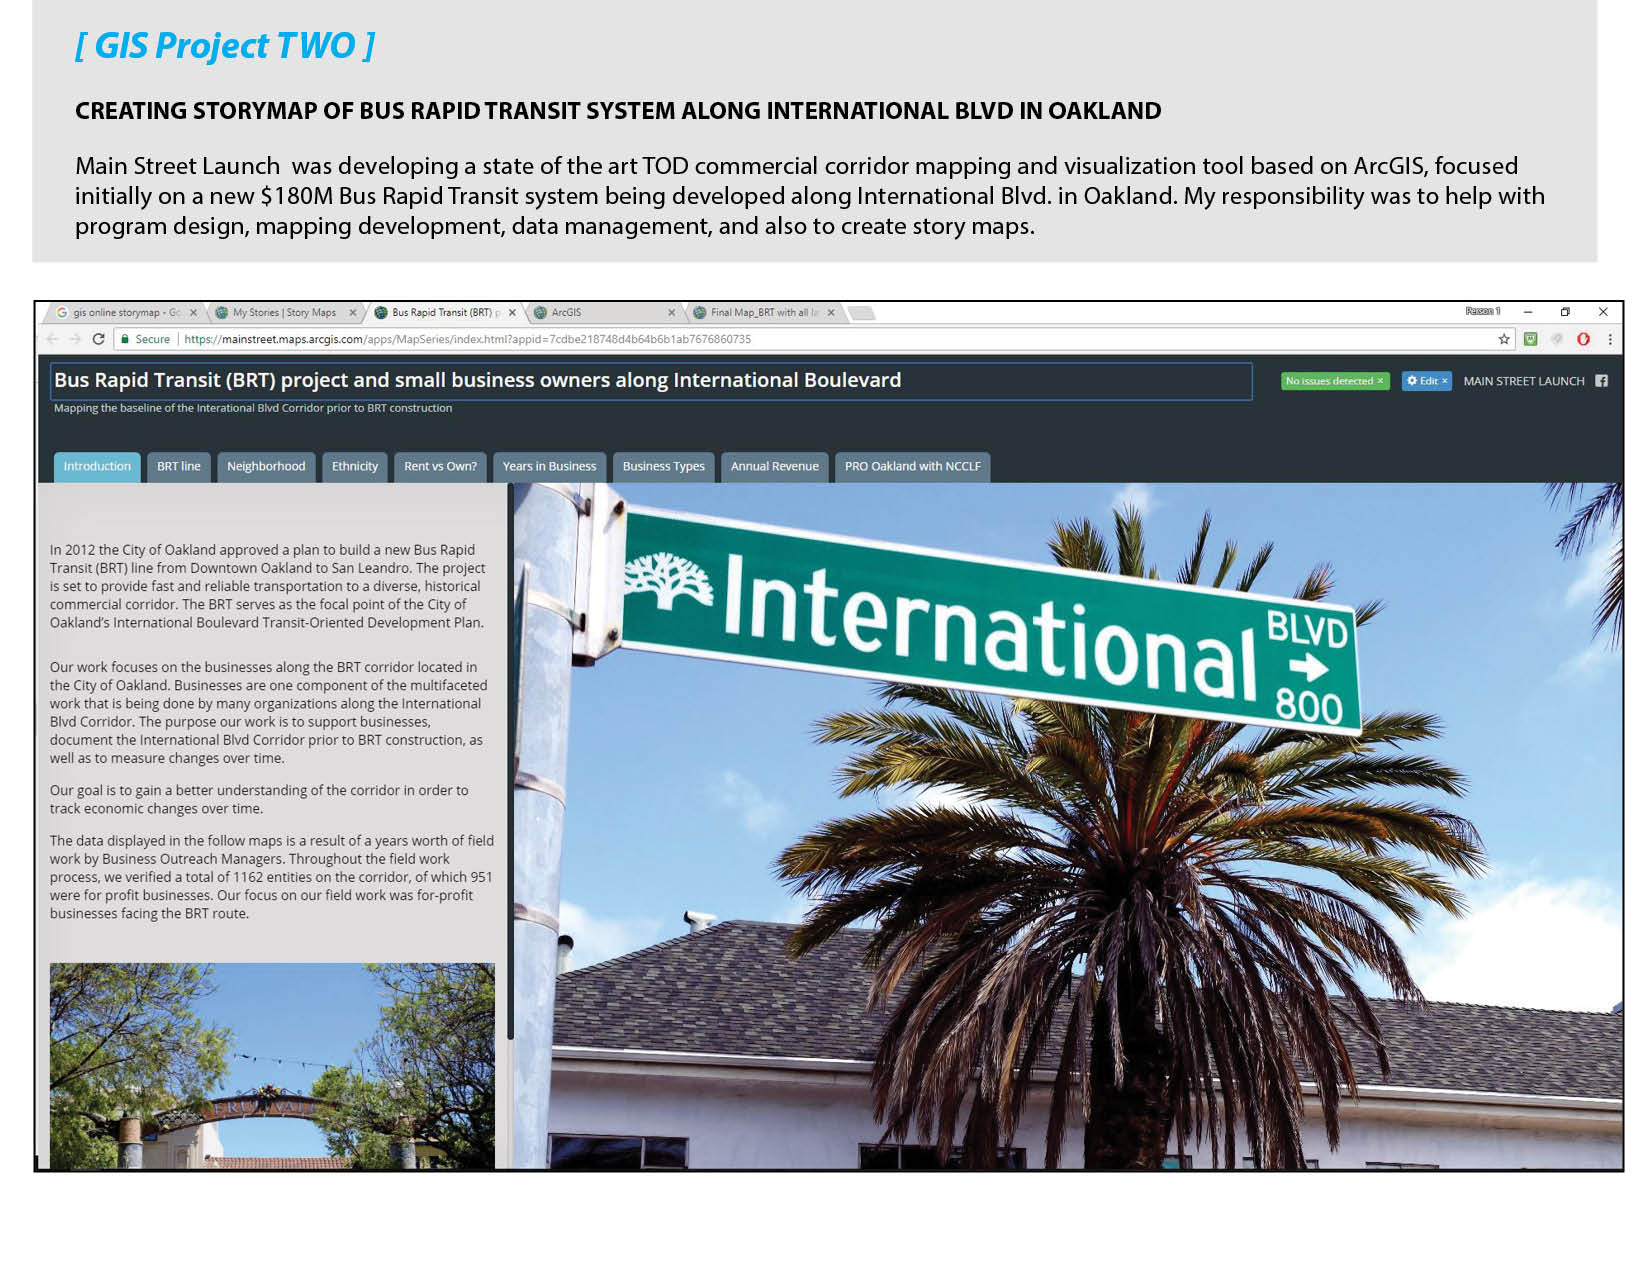 [ GIS Project TWO ]
CREATING STORYMAP OF BUS RAPID TRANSIT SYSTEM ALONG INTERNATIONAL BLVD IN OAKLAND
Main Street Launch was developing a state of the art TOD commercial corridor mapping and visualization tool based on ArcGIS, focused
initially on a new $180M Bus Rapid Transit system being developed along International Blvd. in Oakland. My responsibility was to help with
program design, mapping development, data management, and also to create story maps.
gis online storymap - Go
My Stories | Story Maps
Bus Rapid Transit (BRT) p
ArcGIS
Final Map_BRT with all la
Person 1
Secure
https://mainstreet.maps.arcgis.com/apps/MapSeries/index.html?appid=7cdbe218748d4b64b6b1ab7676860735
Bus Rapid Transit (BRT) project and small business owners along International Boulevard
No issues detected ×
Edit ×
MAIN STREET LAUNCH
Mapping the baseline of the Interational Blvd Corridor prior to BRT construction
Introduction
BRT line
Neighborhood
Ethnicity
Rent vs Own?
Years in Business
Business Types
Annual Revenue
PRO Oakland with NCCLF
In 2012 the City of Oakland approved a plan to build a new Bus Rapid
Transit (BRT) line from Downtown Oakland to San Leandro. The project
is set to provide fast and reliable transportation to a diverse, historical
commercial corridor. The BRT serves as the focal point of the City of
Oakland's International Boulevard Transit-Oriented Development Plan.
Our work focuses on the businesses along the BRT corridor located in
the City of Oakland. Businesses are one component of the multifaceted
work that is being done by many organizations along the International
Blvd Corridor. The purpose our work is to support businesses,
document the International Blvd Corridor prior to BRT construction, as
well as to measure changes over time.
Our goal is to gain a better understanding of the corridor in order to
track economic changes over time.
The data displayed in the follow maps is a result of a years worth of field
work by Business Outreach Managers. Throughout the field work
process, we verified a total of 1162 entities on the corridor, of which 951
were for profit businesses. Our focus on our field work was for-profit
businesses facing the BRT route.
International
BLVD
800